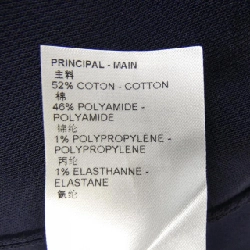 PRINCIPAL - MAIN
主料
52% COTON - COTTON
棉
46% POLYAMIDE -
POLYAMIDE
锦纶
1% POLYPROPYLENE -
POLYPROPYLENE
丙纶
1% ELASTHANNE -
ELASTANE
氨纶